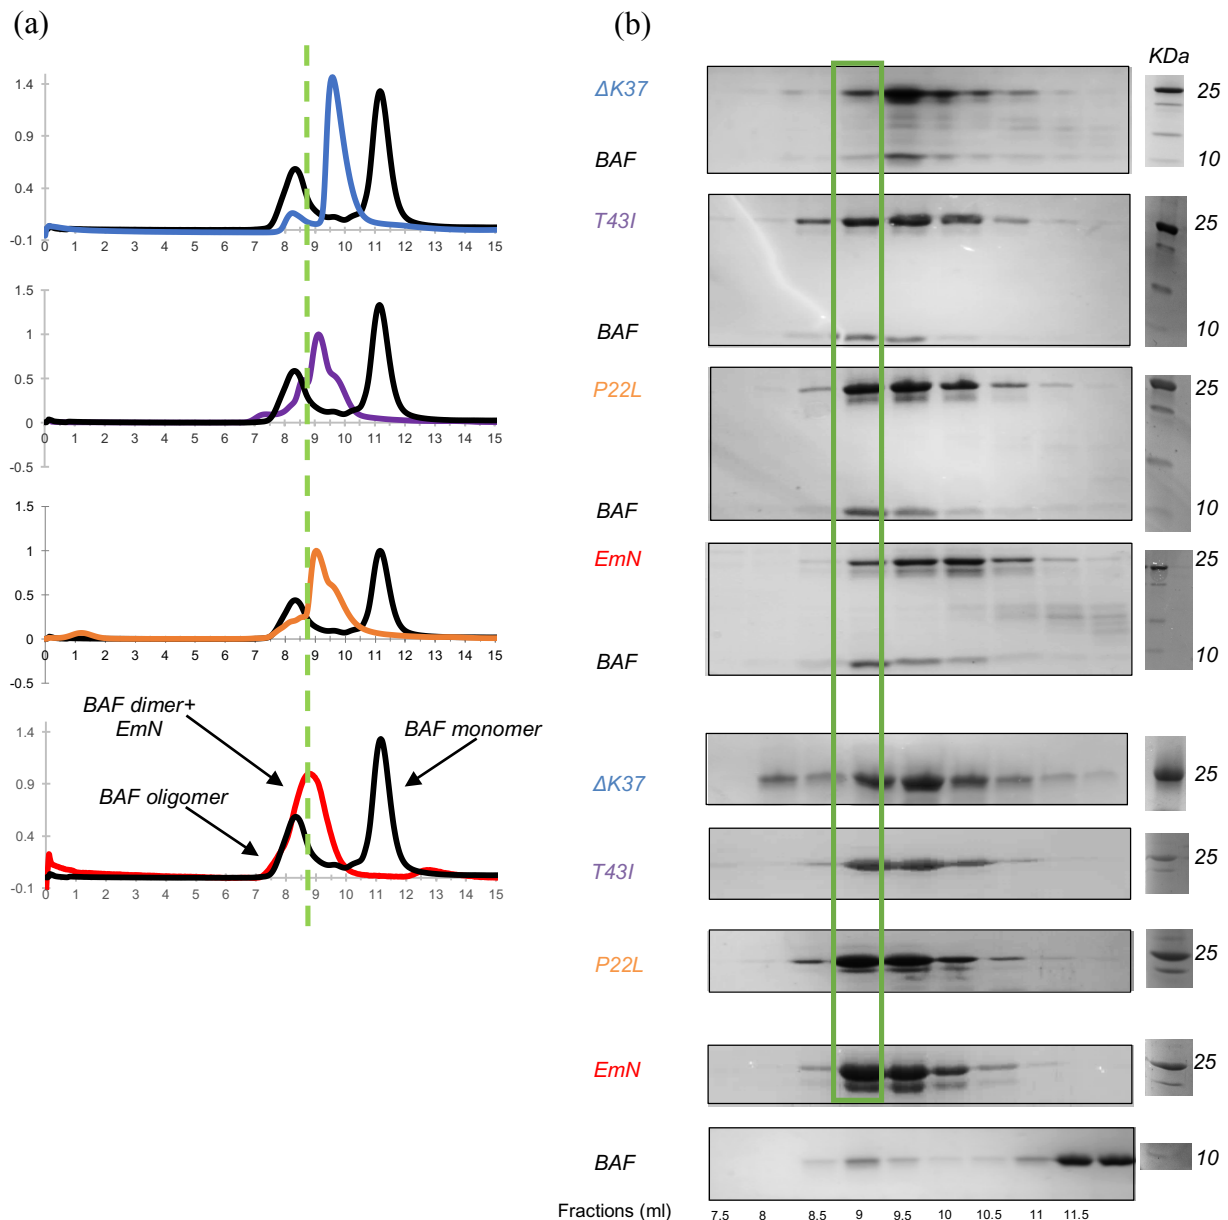 (a)
(b)
1.4
0.9
0.4
-0.1
0 1 2 3 4 5 6 7 8 9 10 11 12 13 14 15
1.5
1
0.5
0
-0.5
0 1 2 3 4 5 6 7 8 9 10 11 12 13 14 15
1.5
1
0.5
0
-0.5
0 1 2 3 4 5 6 7 8 9 10 11 12 13 14 15
BAF dimer+
EmN
BAF monomer
BAF oligomer
1.4
0.9
0.4
-0.1
0 1 2 3 4 5 6 7 8 9 10 11 12 13 14 15
KDa
ΔK37
25
BAF
10
T43I
25
BAF
10
P22L
25
BAF
10
EmN
25
BAF
10
ΔK37
25
T43I
25
P22L
25
EmN
25
BAF
10
Fractions (ml) 7.5 8 8.5 9 9.5 10 10.5 11 11.5